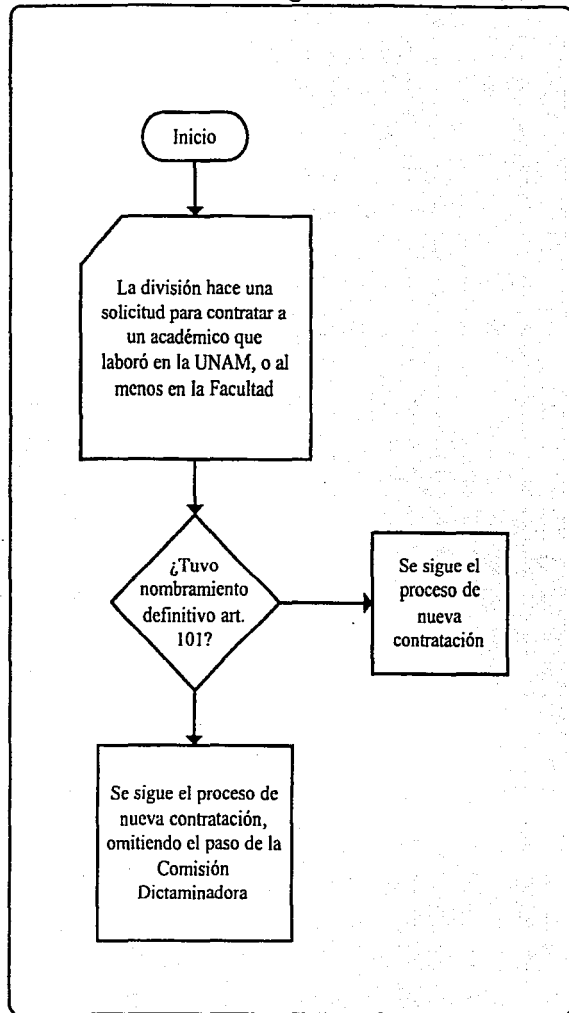 Inicio
La división hace una
solicitud para contratar a
un académico que
laboró en la UNAM, o al
menos en la Facultad
¿Tuvo
nombramiento
definitivo art.
101?
Se sigue el
proceso de
nueva
contratación
Se sigue el proceso de
nueva contratación,
omitiendo el paso de la
Comisión
Dictaminadora